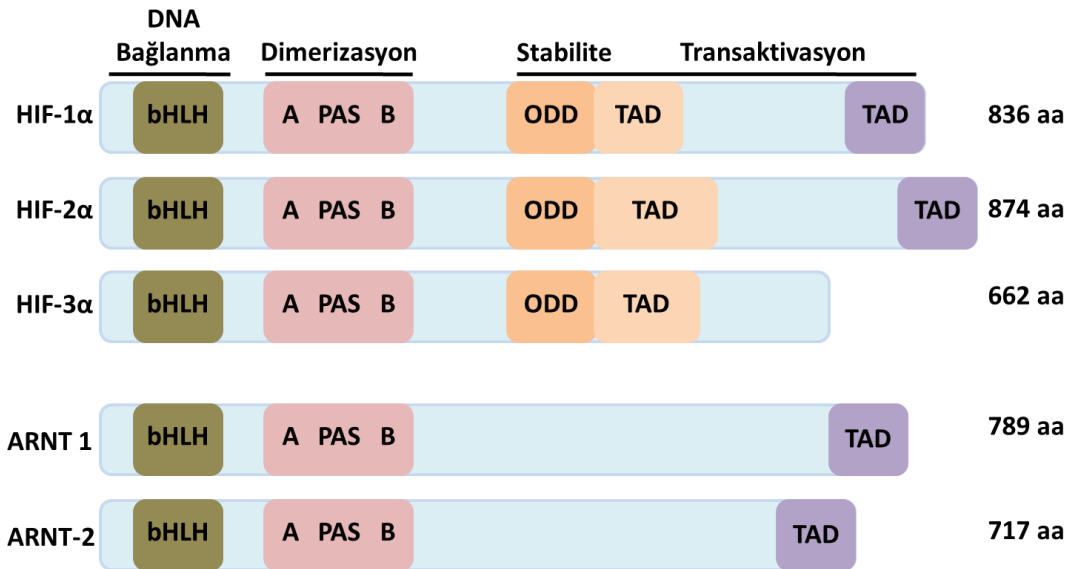 DNA
Bağlanma Dimerizasyon Stabilite Transaktivasyon
HIF-1α bHLH A PAS B ODD TAD TAD 836 aa
HIF-2α bHLH A PAS B ODD TAD TAD 874 aa
HIF-3α bHLH A PAS B ODD TAD 662 aa
ARNT 1 bHLH A PAS B TAD 789 aa
ARNT-2 bHLH A PAS B TAD 717 aa